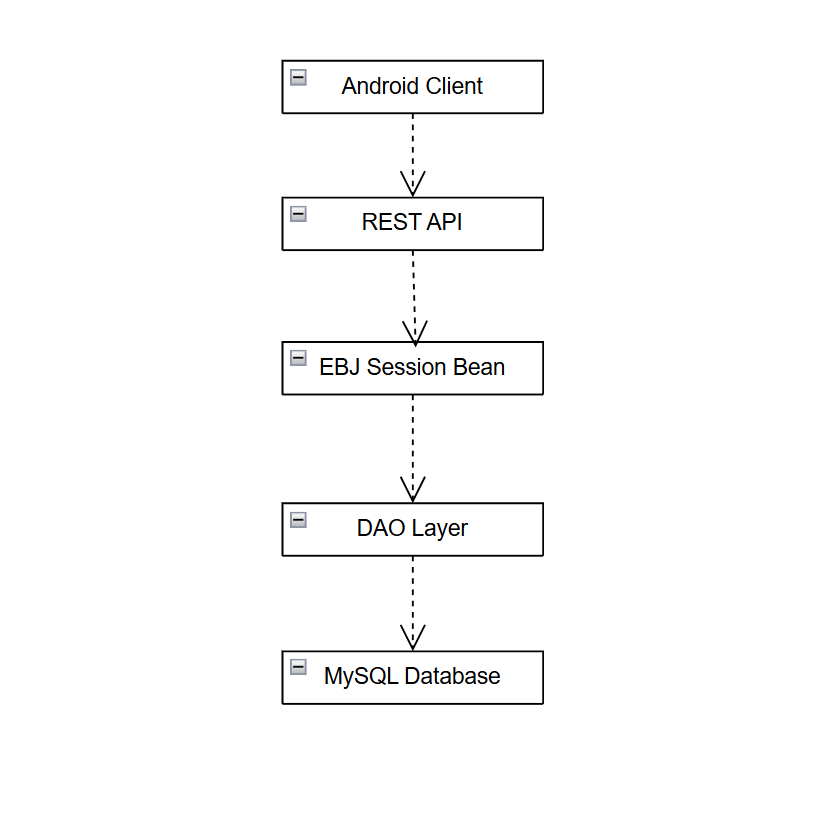 Android Client
REST API
EBJ Session Bean
DAO Layer
MySQL Database